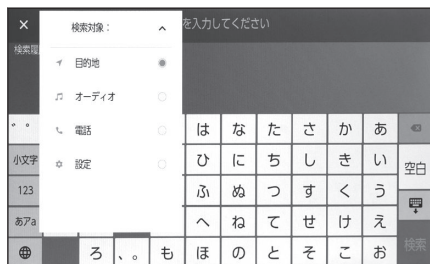 検索対象：
を入力してください
検索履
目的地
オーディオ
電話
設定
゛゜
は な た さ か あ
小文字
ひ に ち し き い
空白
123
ふ ぬ つ す く う
あアa
へ ね て せ け え
ろ 、。 も ほ の と そ こ お
検索